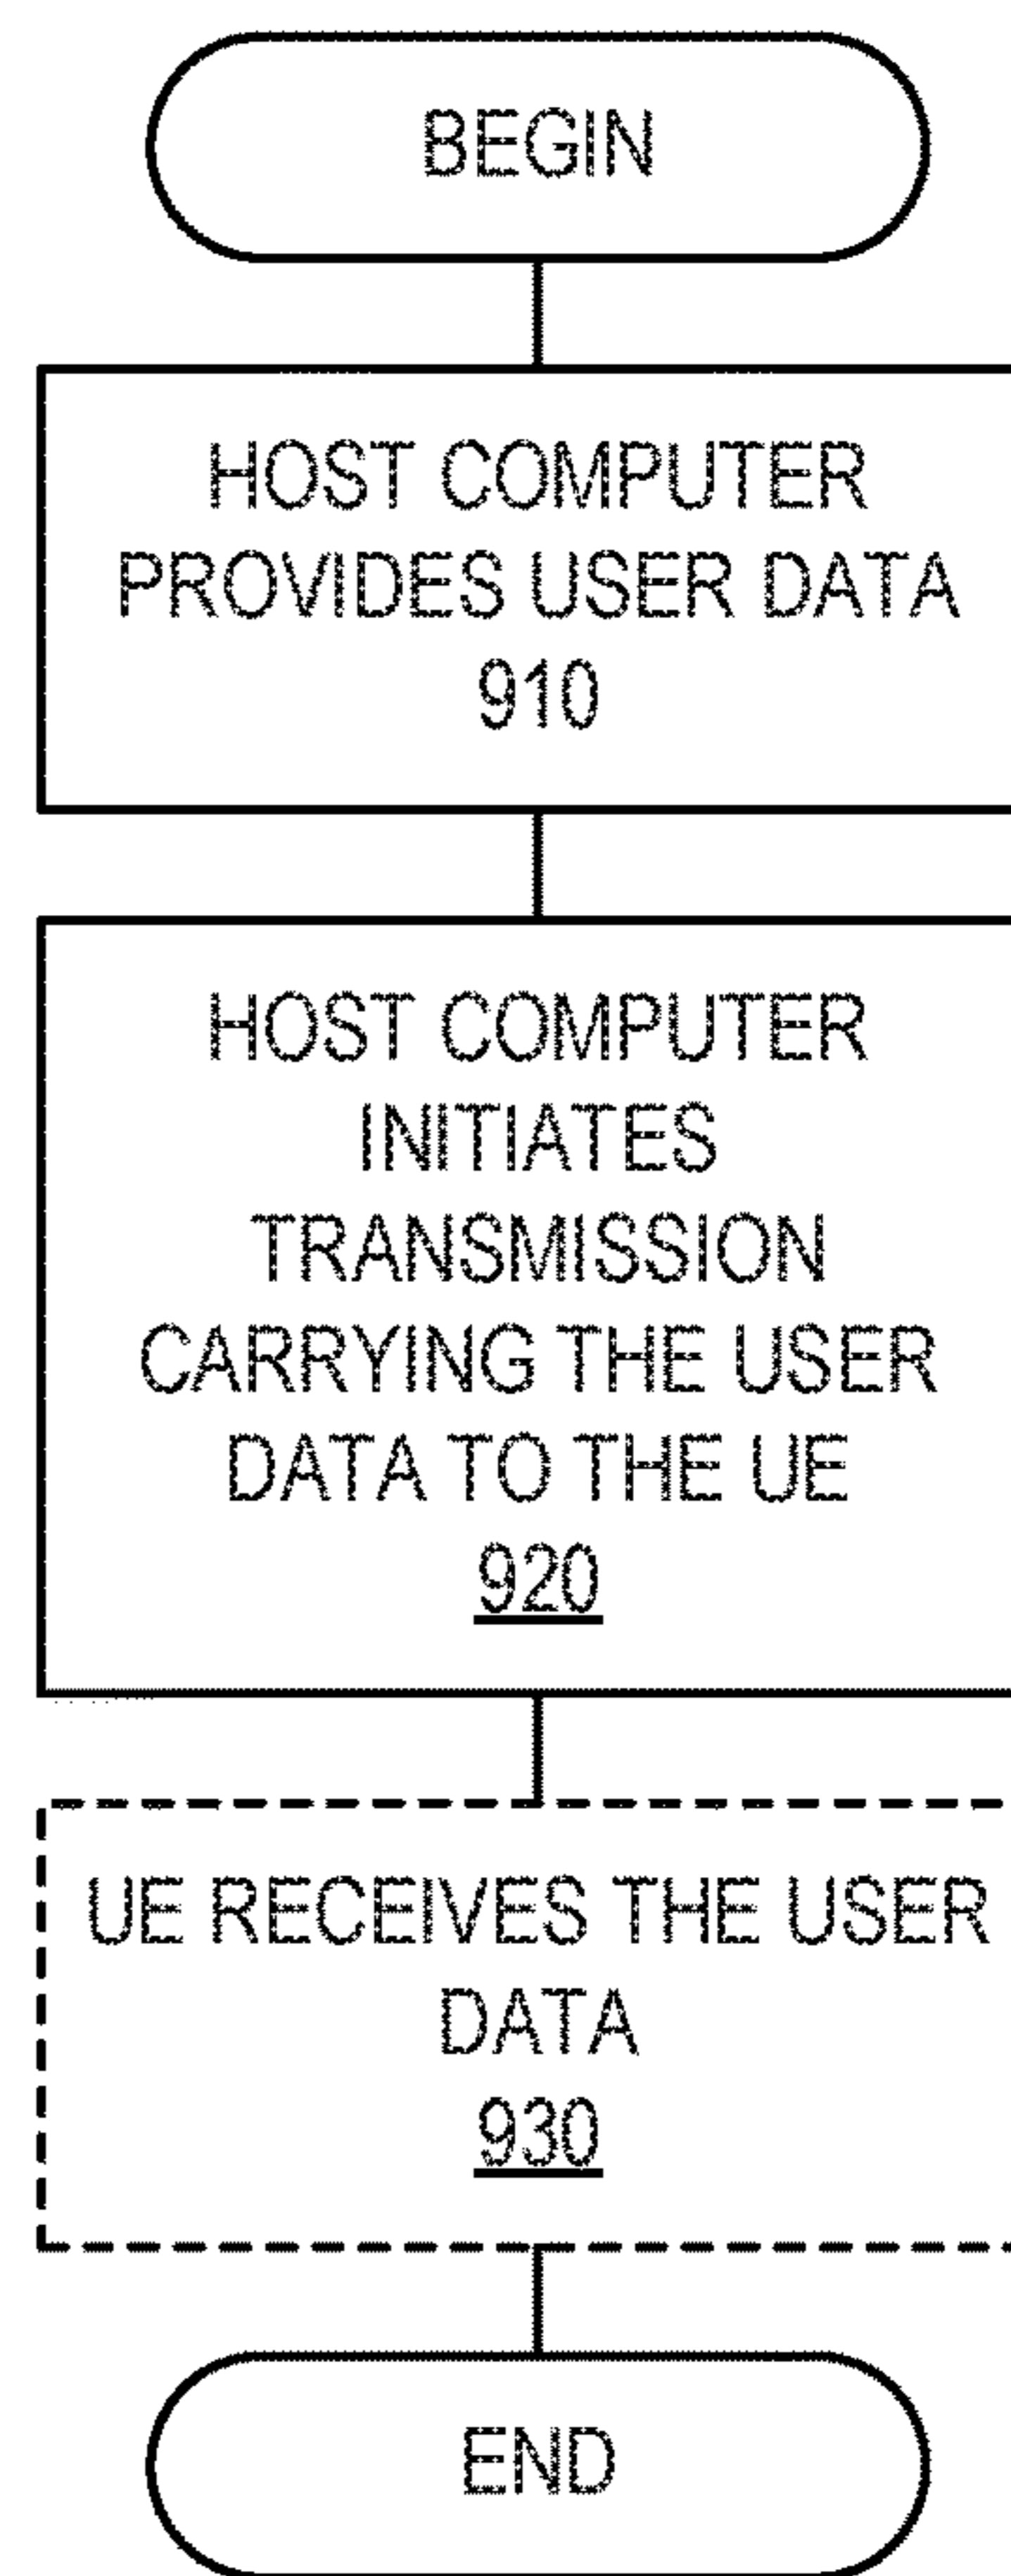 BEGIN
HOST COMPUTER
PROVIDES USER DATA
910
HOST COMPUTER
INITIATES
TRANSMISSION
CARRYING THE USER
DATA TO THE UE
920
UE RECEIVES THE USER
DATA
930
END